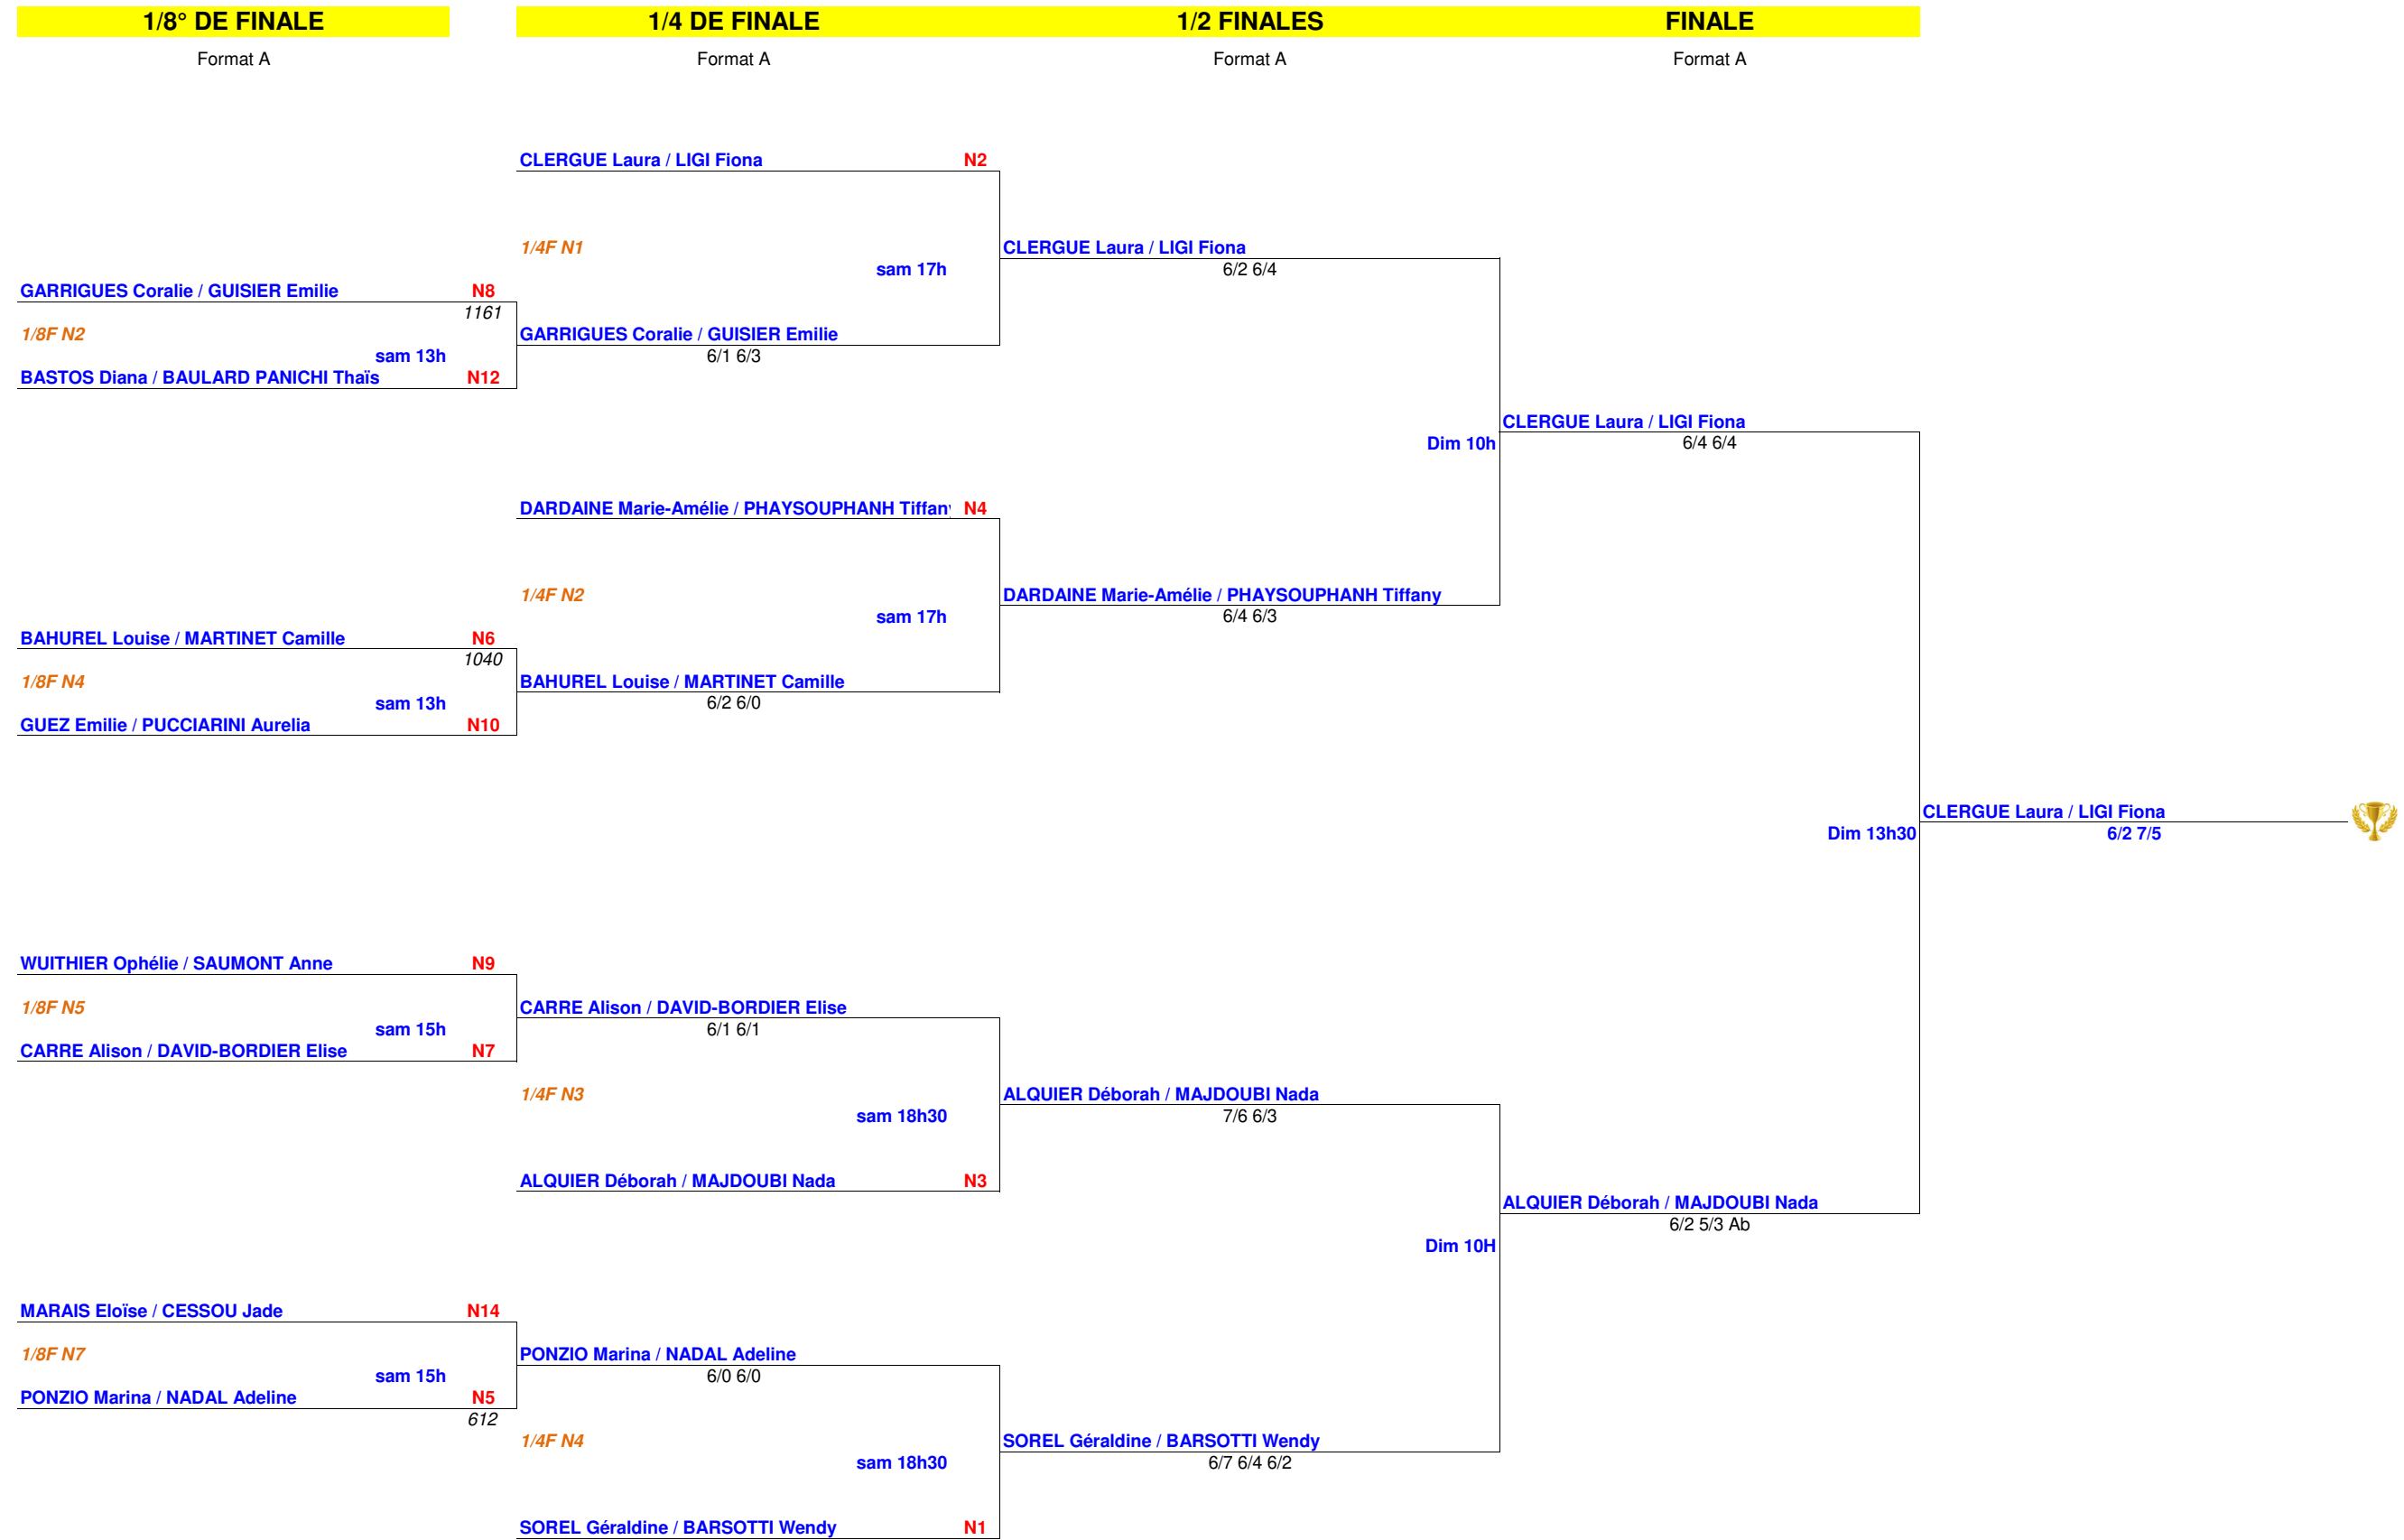 1/8° DE FINALE
1/4 DE FINALE
1/2 FINALES
FINALE
Format A
Format A
Format A
Format A
CLERGUE Laura / LIGI Fiona N2
1/4F N1
CLERGUE Laura / LIGI Fiona
sam 17h
6/2 6/4
GARRIGUES Coralie / GUISIER Emilie N8
1161
1/8F N2
GARRIGUES Coralie / GUISIER Emilie
sam 13h
6/1 6/3
BASTOS Diana / BAULARD PANICHI Thaïs N12
CLERGUE Laura / LIGI Fiona
Dim 10h
6/4 6/4
DARDAINE Marie-Amélie / PHAYSOUPHANH Tiffan N4
1/4F N2
DARDAINE Marie-Amélie / PHAYSOUPHANH Tiffany
sam 17h
6/4 6/3
BAHUREL Louise / MARTINET Camille N6
1040
1/8F N4
BAHUREL Louise / MARTINET Camille
sam 13h
6/2 6/0
GUEZ Emilie / PUCCIARINI Aurelia N10
CLERGUE Laura / LIGI Fiona
Dim 13h30
6/2 7/5
WUITHIER Ophélie / SAUMONT Anne N9
1/8F N5
CARRE Alison / DAVID-BORDIER Elise
sam 15h
6/1 6/1
CARRE Alison / DAVID-BORDIER Elise N7
1/4F N3
ALQUIER Déborah / MAJDOUBI Nada
sam 18h30
7/6 6/3
ALQUIER Déborah / MAJDOUBI Nada N3
ALQUIER Déborah / MAJDOUBI Nada
6/2 5/3 Ab
Dim 10H
MARAIS Eloïse / CESSOU Jade N14
1/8F N7
PONZIO Marina / NADAL Adeline
sam 15h
6/0 6/0
PONZIO Marina / NADAL Adeline N5
612
1/4F N4
SOREL Géraldine / BARSOTTI Wendy
sam 18h30
6/7 6/4 6/2
SOREL Géraldine / BARSOTTI Wendy N1